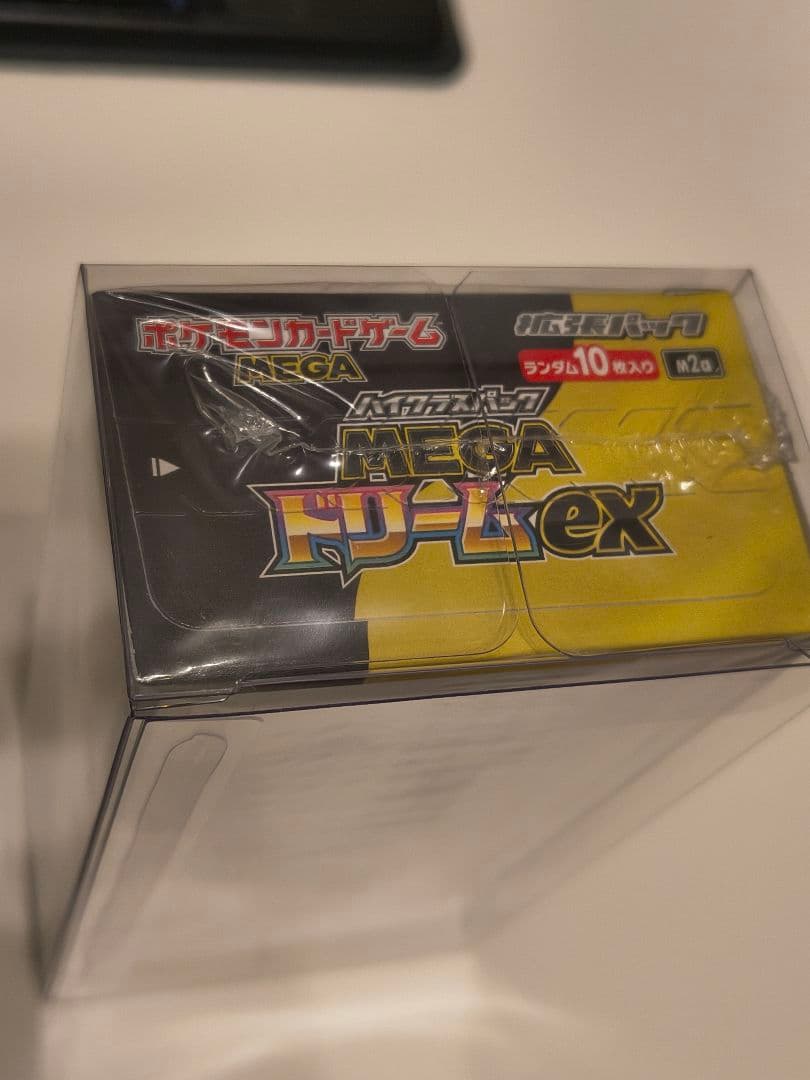 ポケモンカードゲーム
MEGA
拡張パック
ランダム10枚入り M2a
ハイクラスパック
MEGA
ドリームex